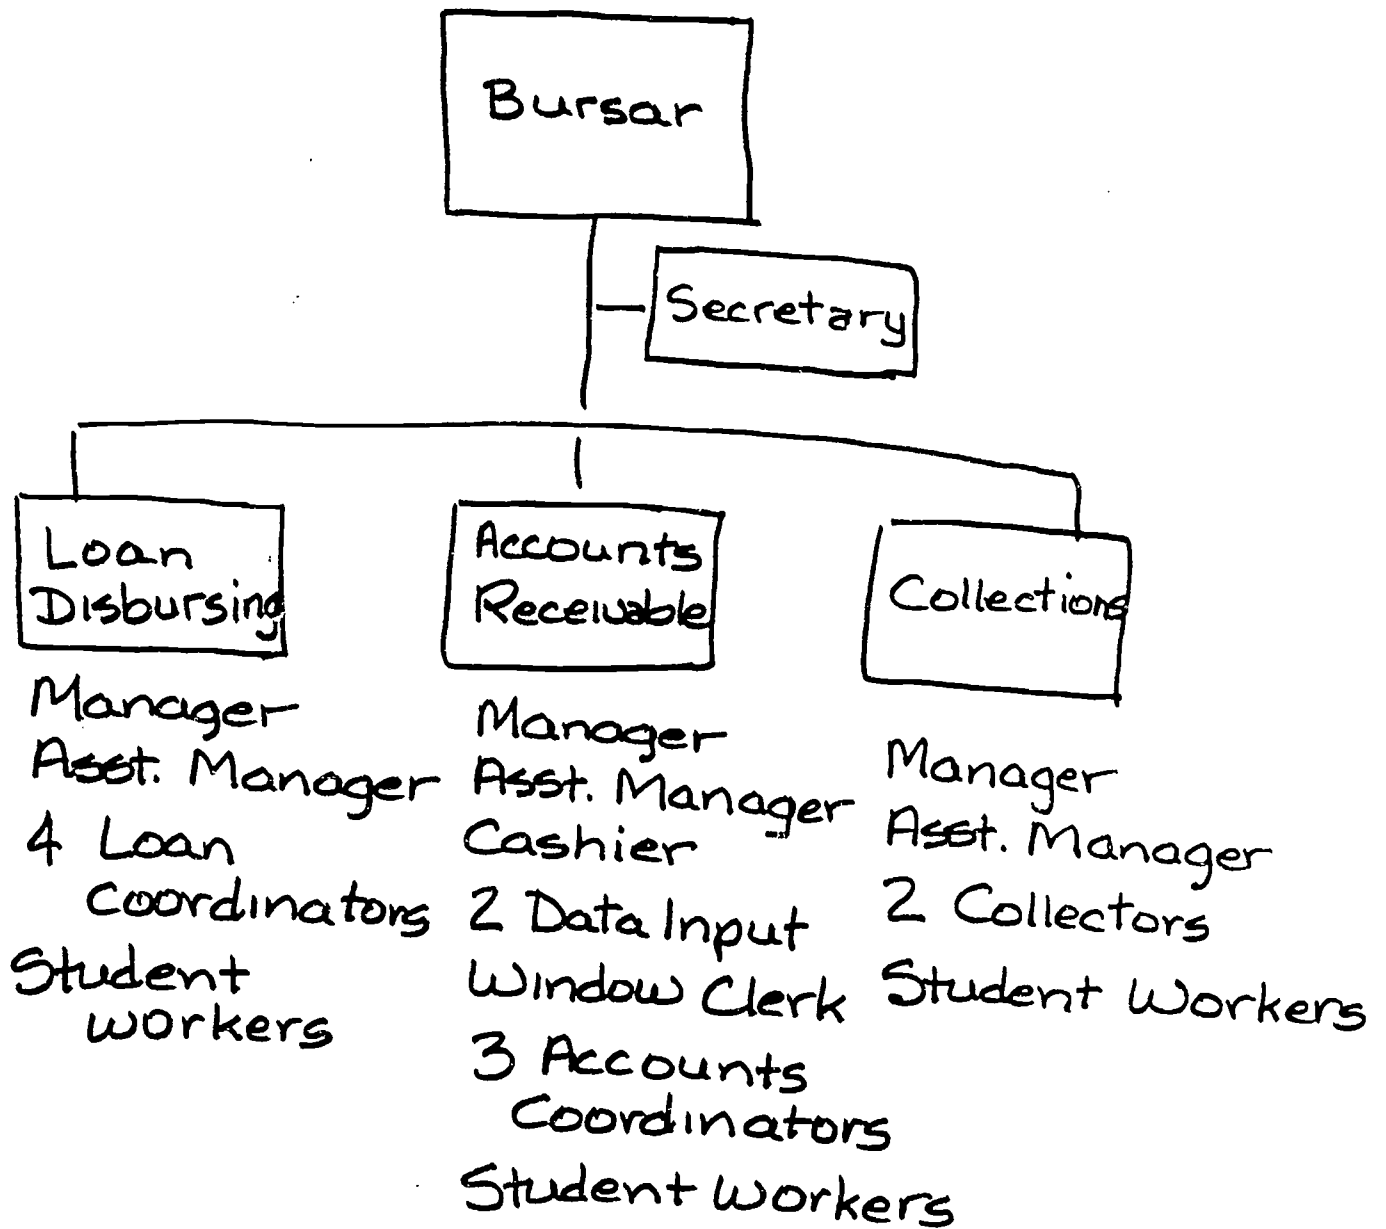 Bursar
Secretary
Loan
Disbursing
Manager
Asst. Manager
4 Loan
Coordinators
Student
workers
Accounts
Receivable
Manager
Asst. Manager
Cashier
2 Data Input
Window Clerk
3 Accounts
Coordinators
Student Workers
Collections
Manager
Asst. Manager
2 Collectors
Student Workers